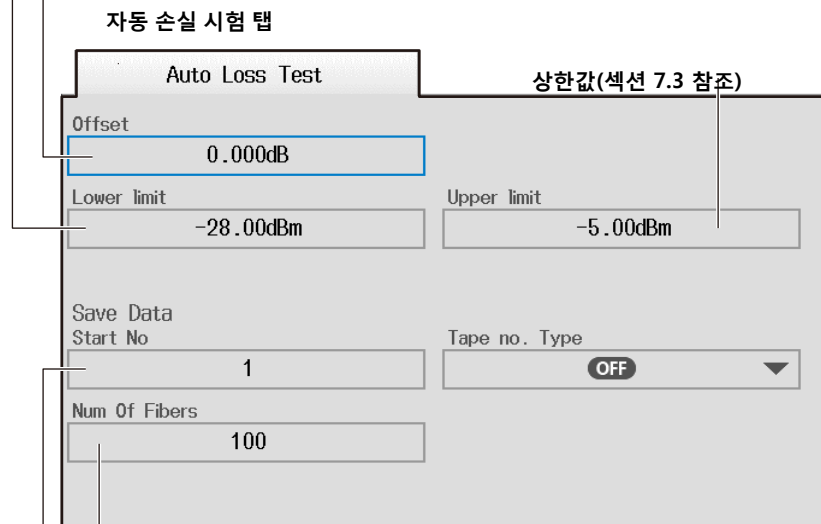 자동 손실 시험 탭
Auto Loss Test
상한값(섹션 7.3 참조)
Offset
0.000dB
Lower limit
Upper limit
-28.00dBm
-5.00dBm
Save Data
Start No
Tape no. Type
1
OFF
Num Of Fibers
100